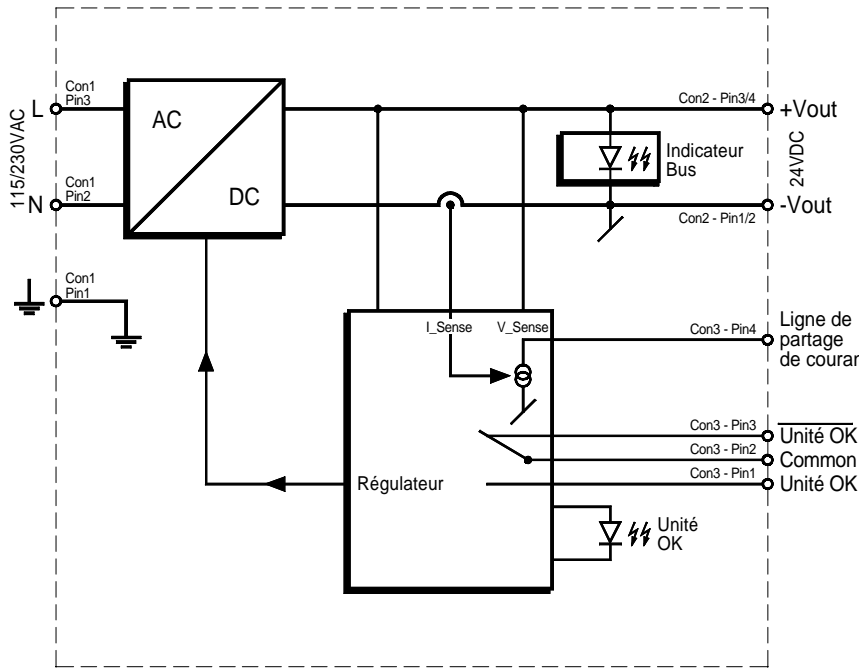 Con1
Pin3
L
AC
Con2 - Pin3/4
+Vout
115/230VAC
24VDC
Indicateur
Bus
Con1
Pin2
N
DC
-Vout
Con2 - Pin1/2
Con1
Pin1
I_Sense
V_Sense
Con3 - Pin4
Ligne de
partage
de courar
Con3 - Pin3
Unité OK
Con3 - Pin2
Common
Con3 - Pin1
Unité OK
Régulateur
Unité
OK